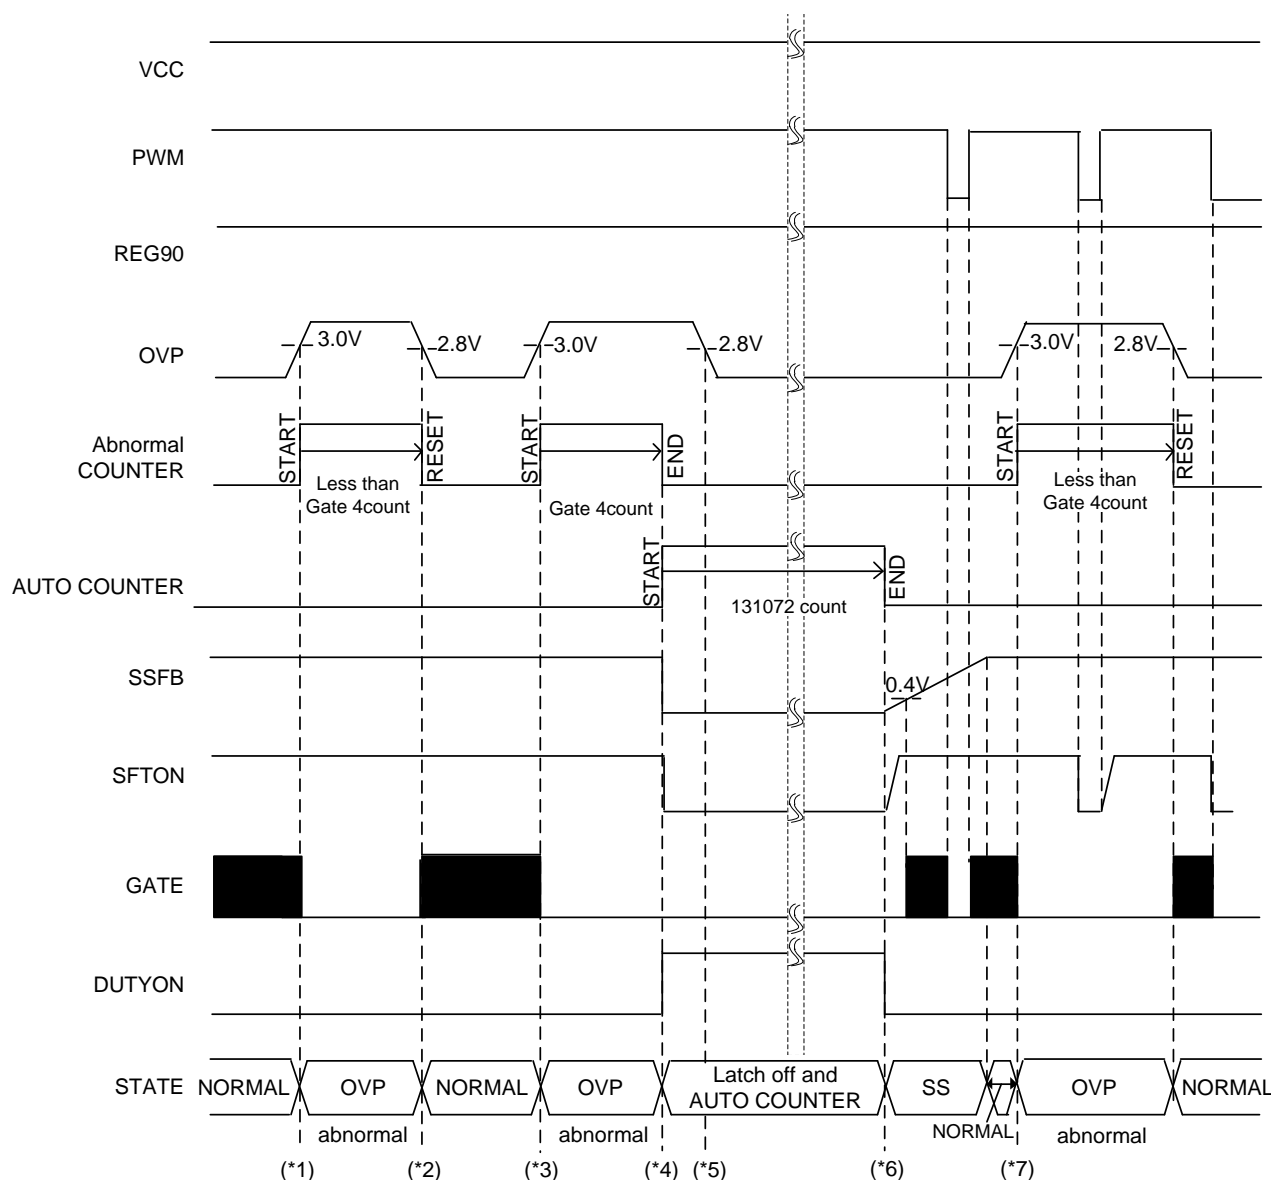 VCC
PWM
REG90
OVP
3.0V
2.8V
3.0V
2.8V
3.0V
2.8V
Abnormal
COUNTER
START
RESET
START
END
START
RESET
Less than
Gate 4count
Gate 4count
Less than
Gate 4count
AUTO COUNTER
START
END
131072 count
SSFB
0.4V
SFTON
GATE
DUTYON
STATE
NORMAL
OVP
NORMAL
OVP
Latch off and
AUTO COUNTER
SS
NORMAL
OVP
NORMAL
abnormal
abnormal
abnormal
(*1)
(*2)
(*3)
(*4)
(*5)
(*6)
(*7)